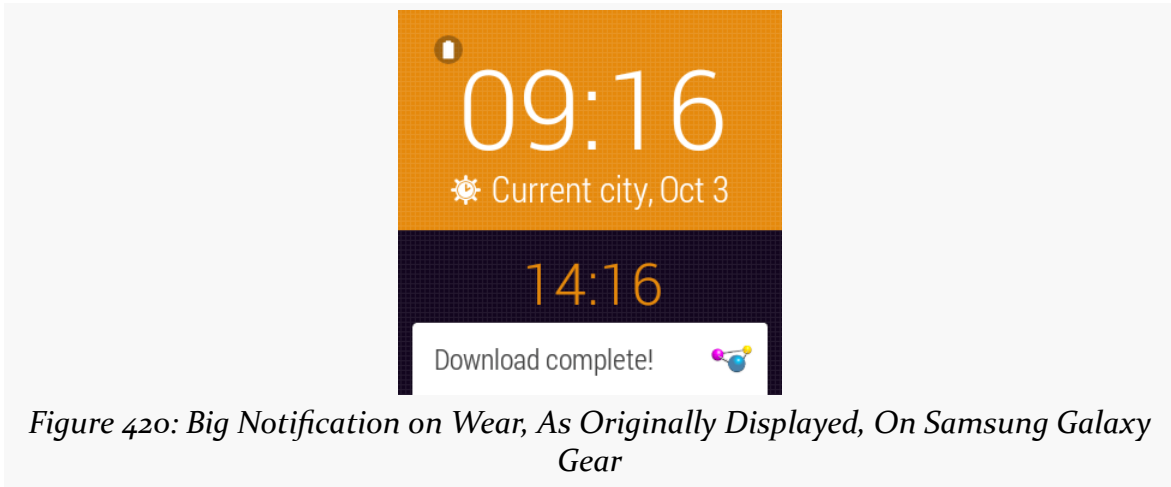 09:16
Current city, Oct 3
14:16
Download complete!
Figure 420: Big Notification on Wear, As Originally Displayed, On Samsung Galaxy
Gear